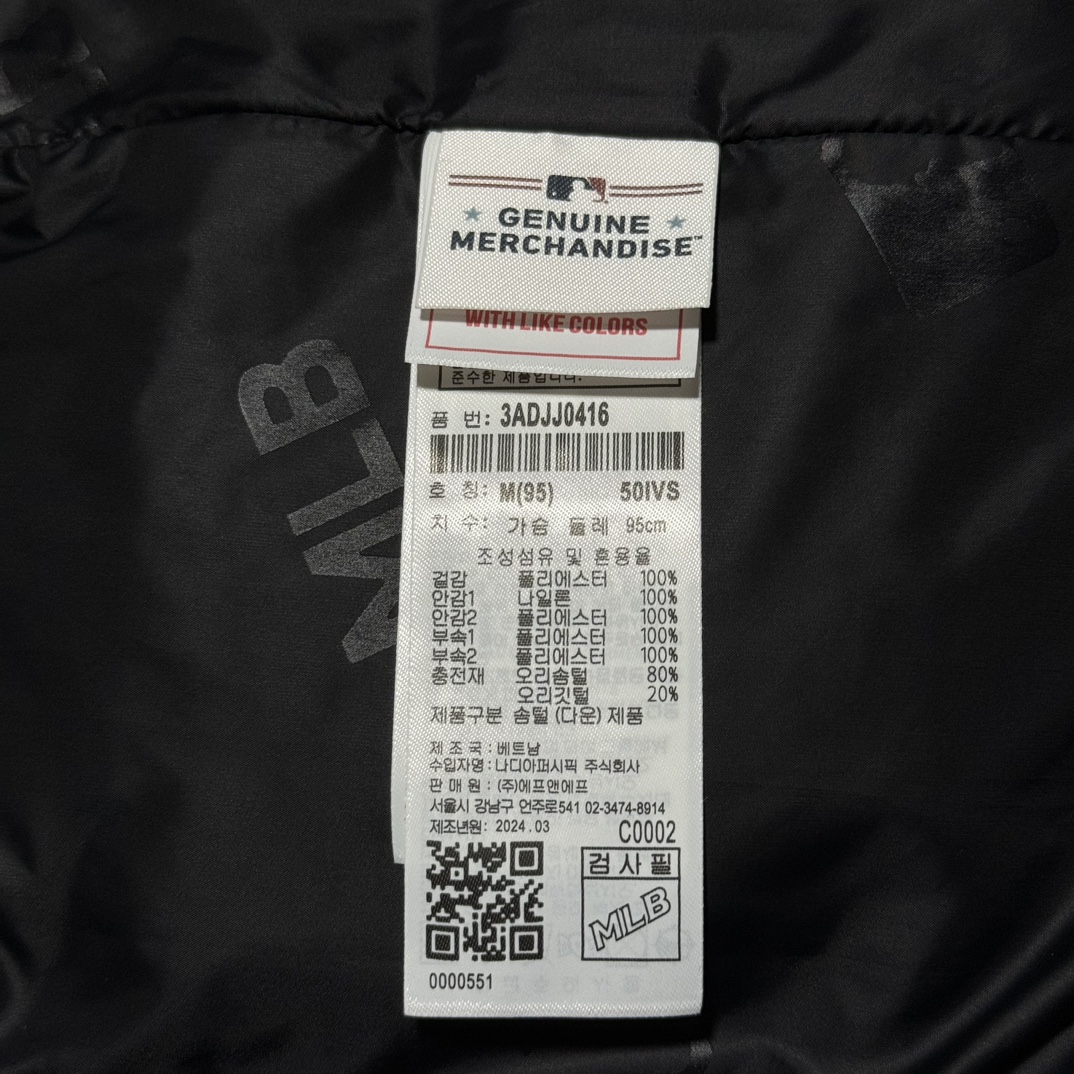 GENUINE
MERCHANDISE™
WITH LIKE COLORS
준수한 제품입니다.
품 번: 3ADJJ0416
호 칭: M(95) 50IVS
치 수: 가슴 둘레 95cm
조성섬유 및 혼용율
겉감 폴리에스터 100%
안감1 나일론 100%
안감2 폴리에스터 100%
부속1 폴리에스터 100%
부속2 폴리에스터 100%
충전재 오리솜털 80%
오리깃털 20%
제품구분 솜털 (다운) 제품
제 조 국 : 베트남
수입자명 : 나디아퍼시픽 주식회사
판 매 원 : (주)에프앤에프
서울시 강남구 언주로541 02-3474-8914
제조년원: 2024.03
C0002
검사필
MLB
0000551
MLB